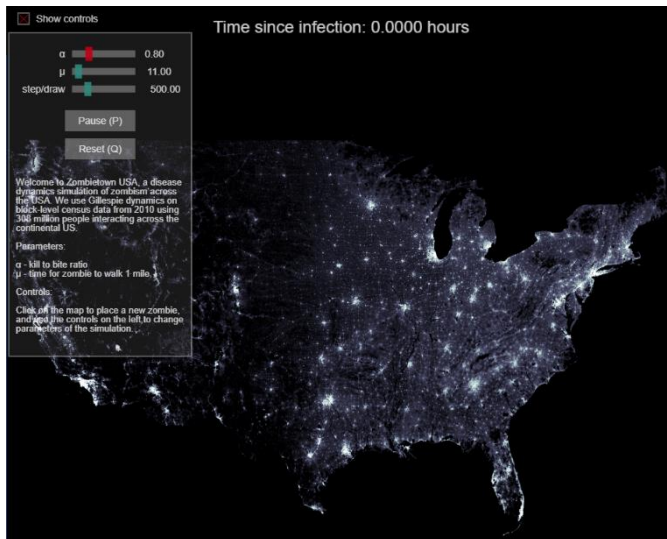 Show controls
Time since infection: 0.0000 hours
α 0.80
μ 11.00
step/draw 500.00
Pause (P)
Reset (Q)
Welcome to Zombietown USA, a disease
dynamics simulation of zombism across
the USA. We use Gillespie dynamics on
block-level census data from 2010 using
308 million people interacting across the
continental US.
Parameters:
α - kill to bite ratio
μ - time for zombie to walk 1 mile
Controls:
Click on the map to place a new zombie,
and use the controls on the left to change
parameters of the simulation.